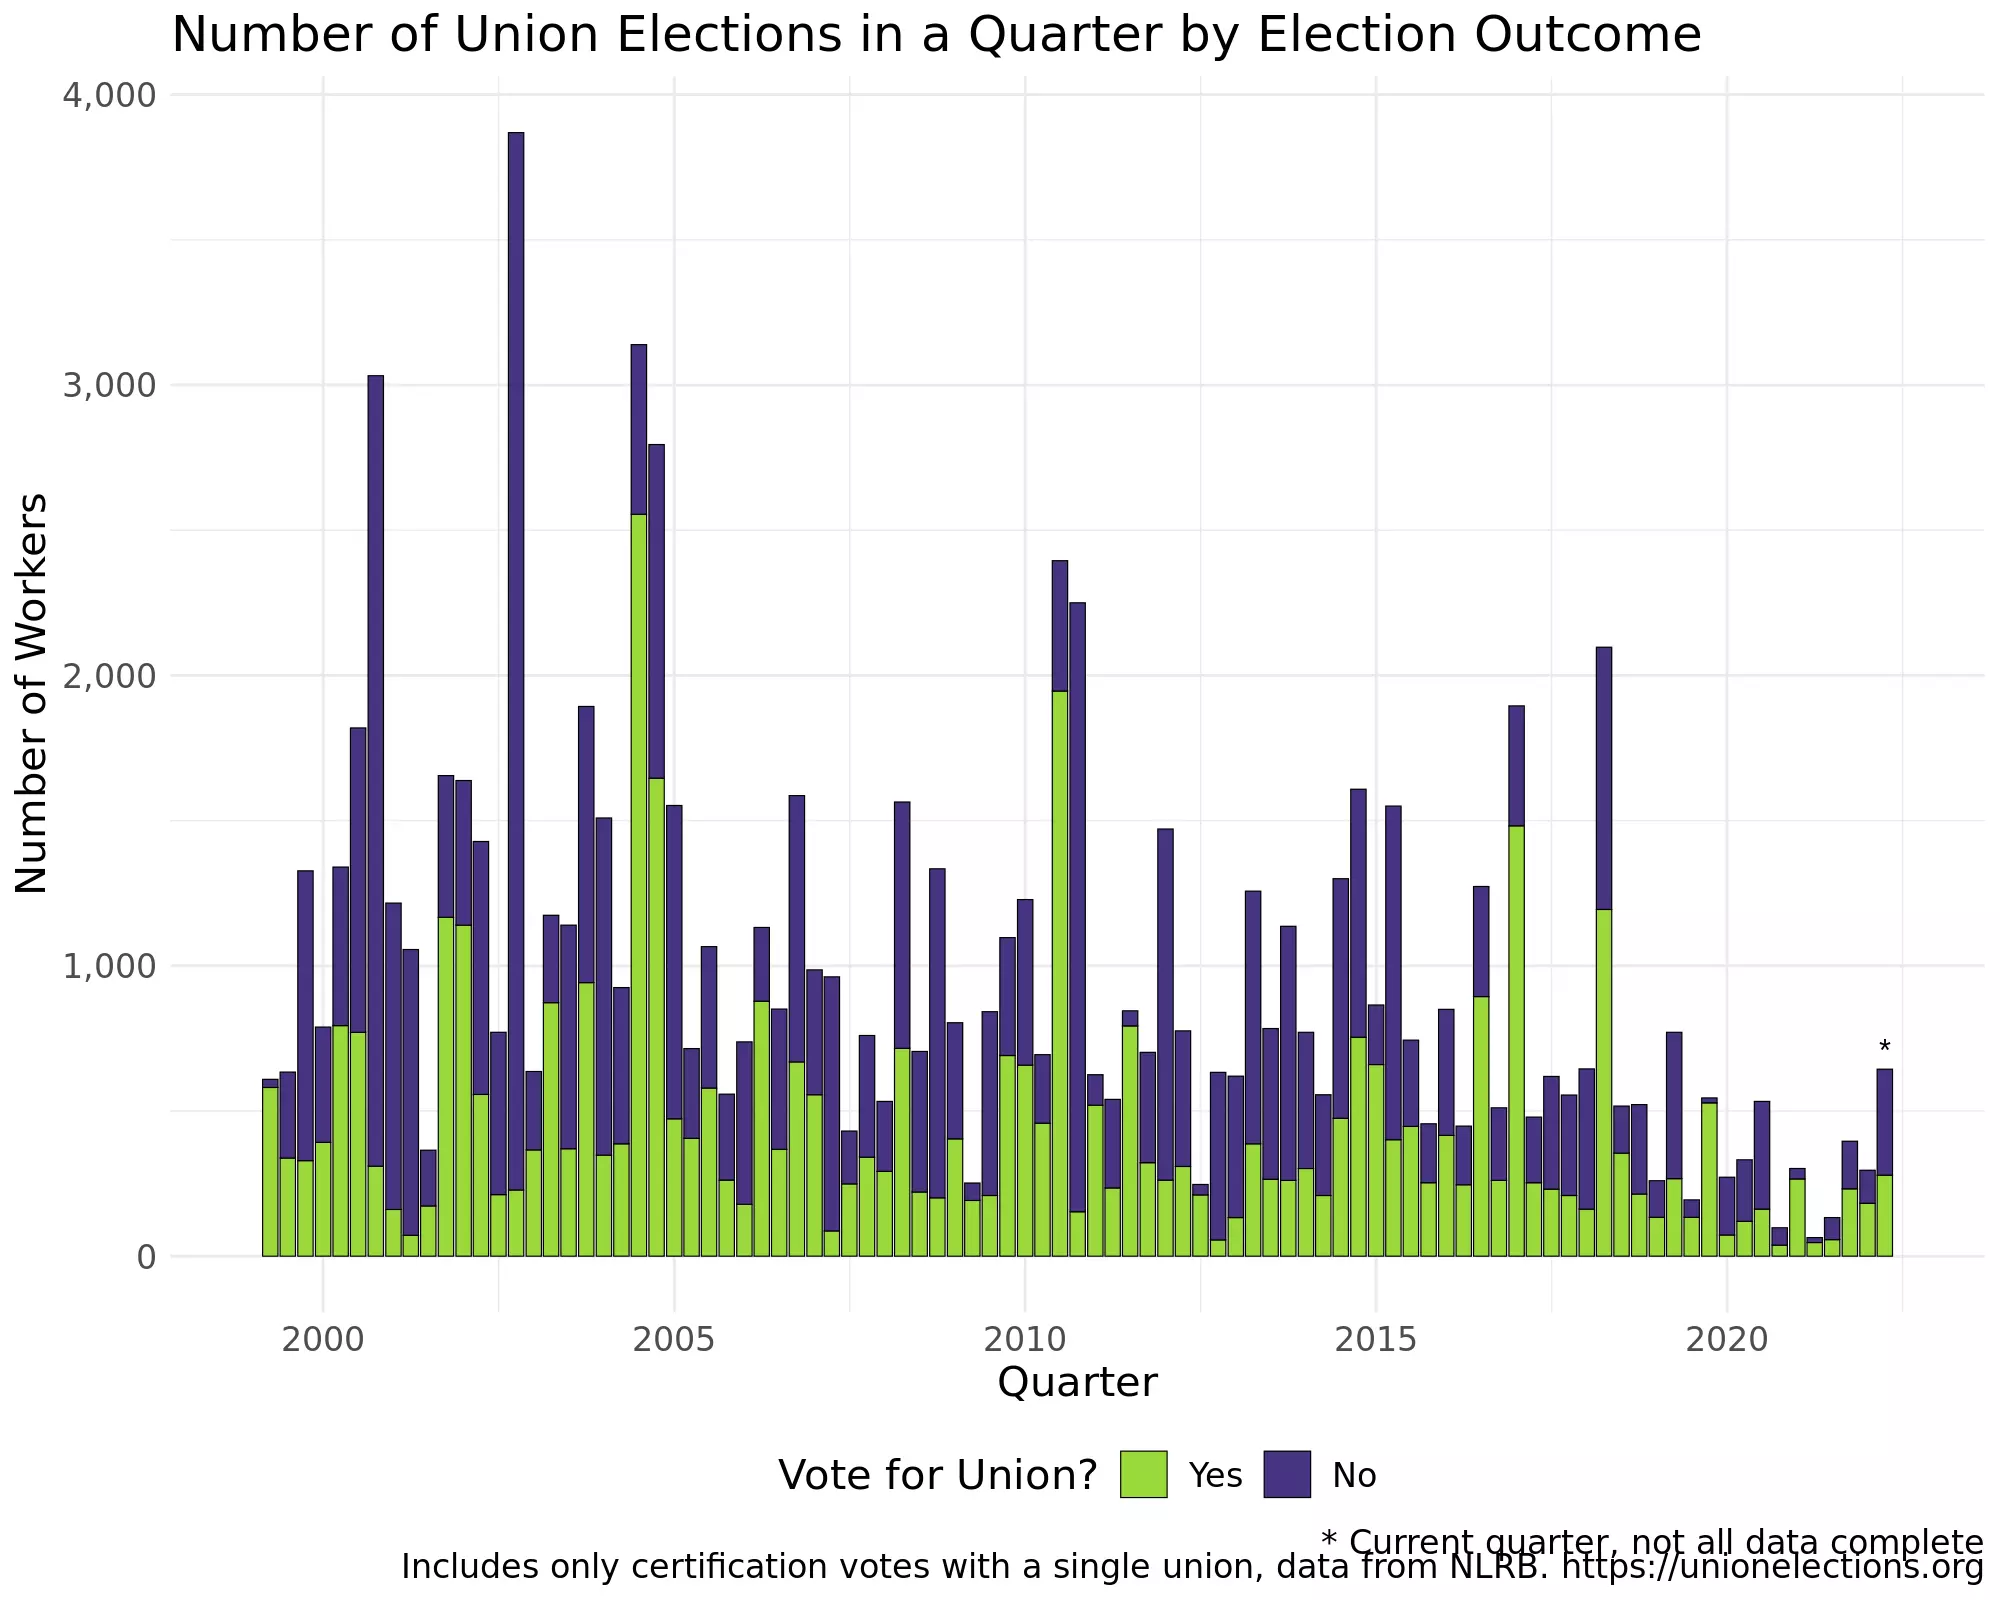 Number of Union Elections in a Quarter by Election Outcome
4,000
3,000
2,000
1,000
0
Number of Workers
*
2000 2005 2010 2015 2020
Quarter
Vote for Union? Yes No
* Current quarter, not all data complete
Includes only certification votes with a single union, data from NLRB. https://unionelections.org